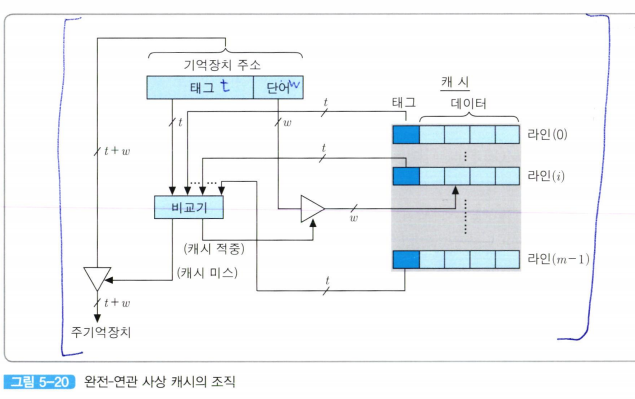 기억장치 주소
태그 t 단어 w
캐 시
태그 데이터
t
t
w
라인(0)
t+w
t
라인(i)
비교기
w
(캐시 적중)
(캐시 미스)
라인(m-1)
t
t+w
주기억장치
그림 5-20 완전-연관 사상 캐시의 조직